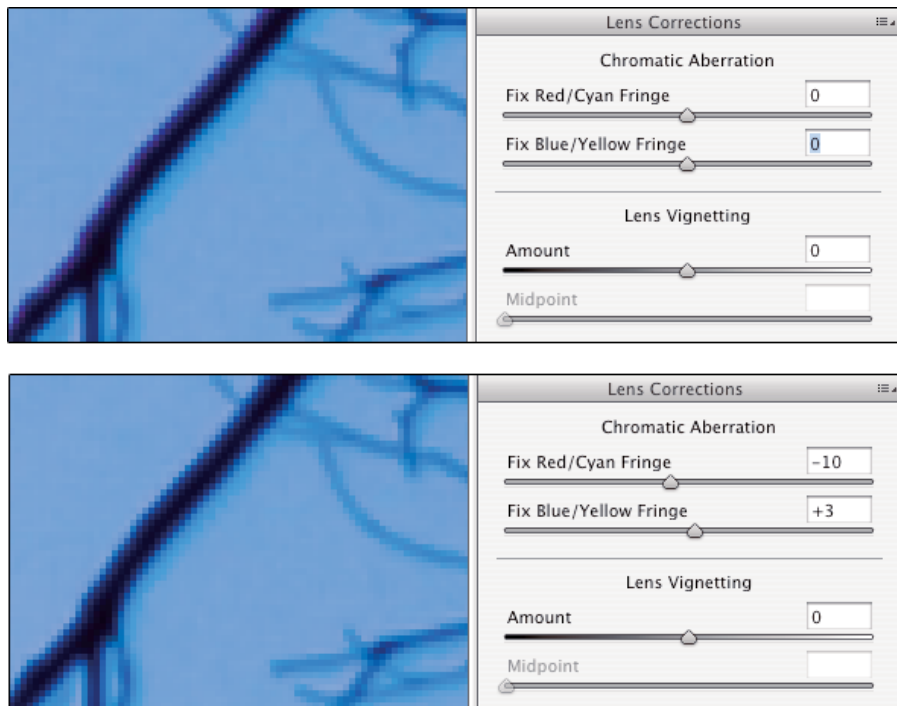 Lens Corrections
Chromatic Aberration
Fix Red/Cyan Fringe 0
Fix Blue/Yellow Fringe 0
Lens Vignetting
Amount 0
Midpoint
Lens Corrections
Chromatic Aberration
Fix Red/Cyan Fringe -10
Fix Blue/Yellow Fringe +3
Lens Vignetting
Amount 0
Midpoint